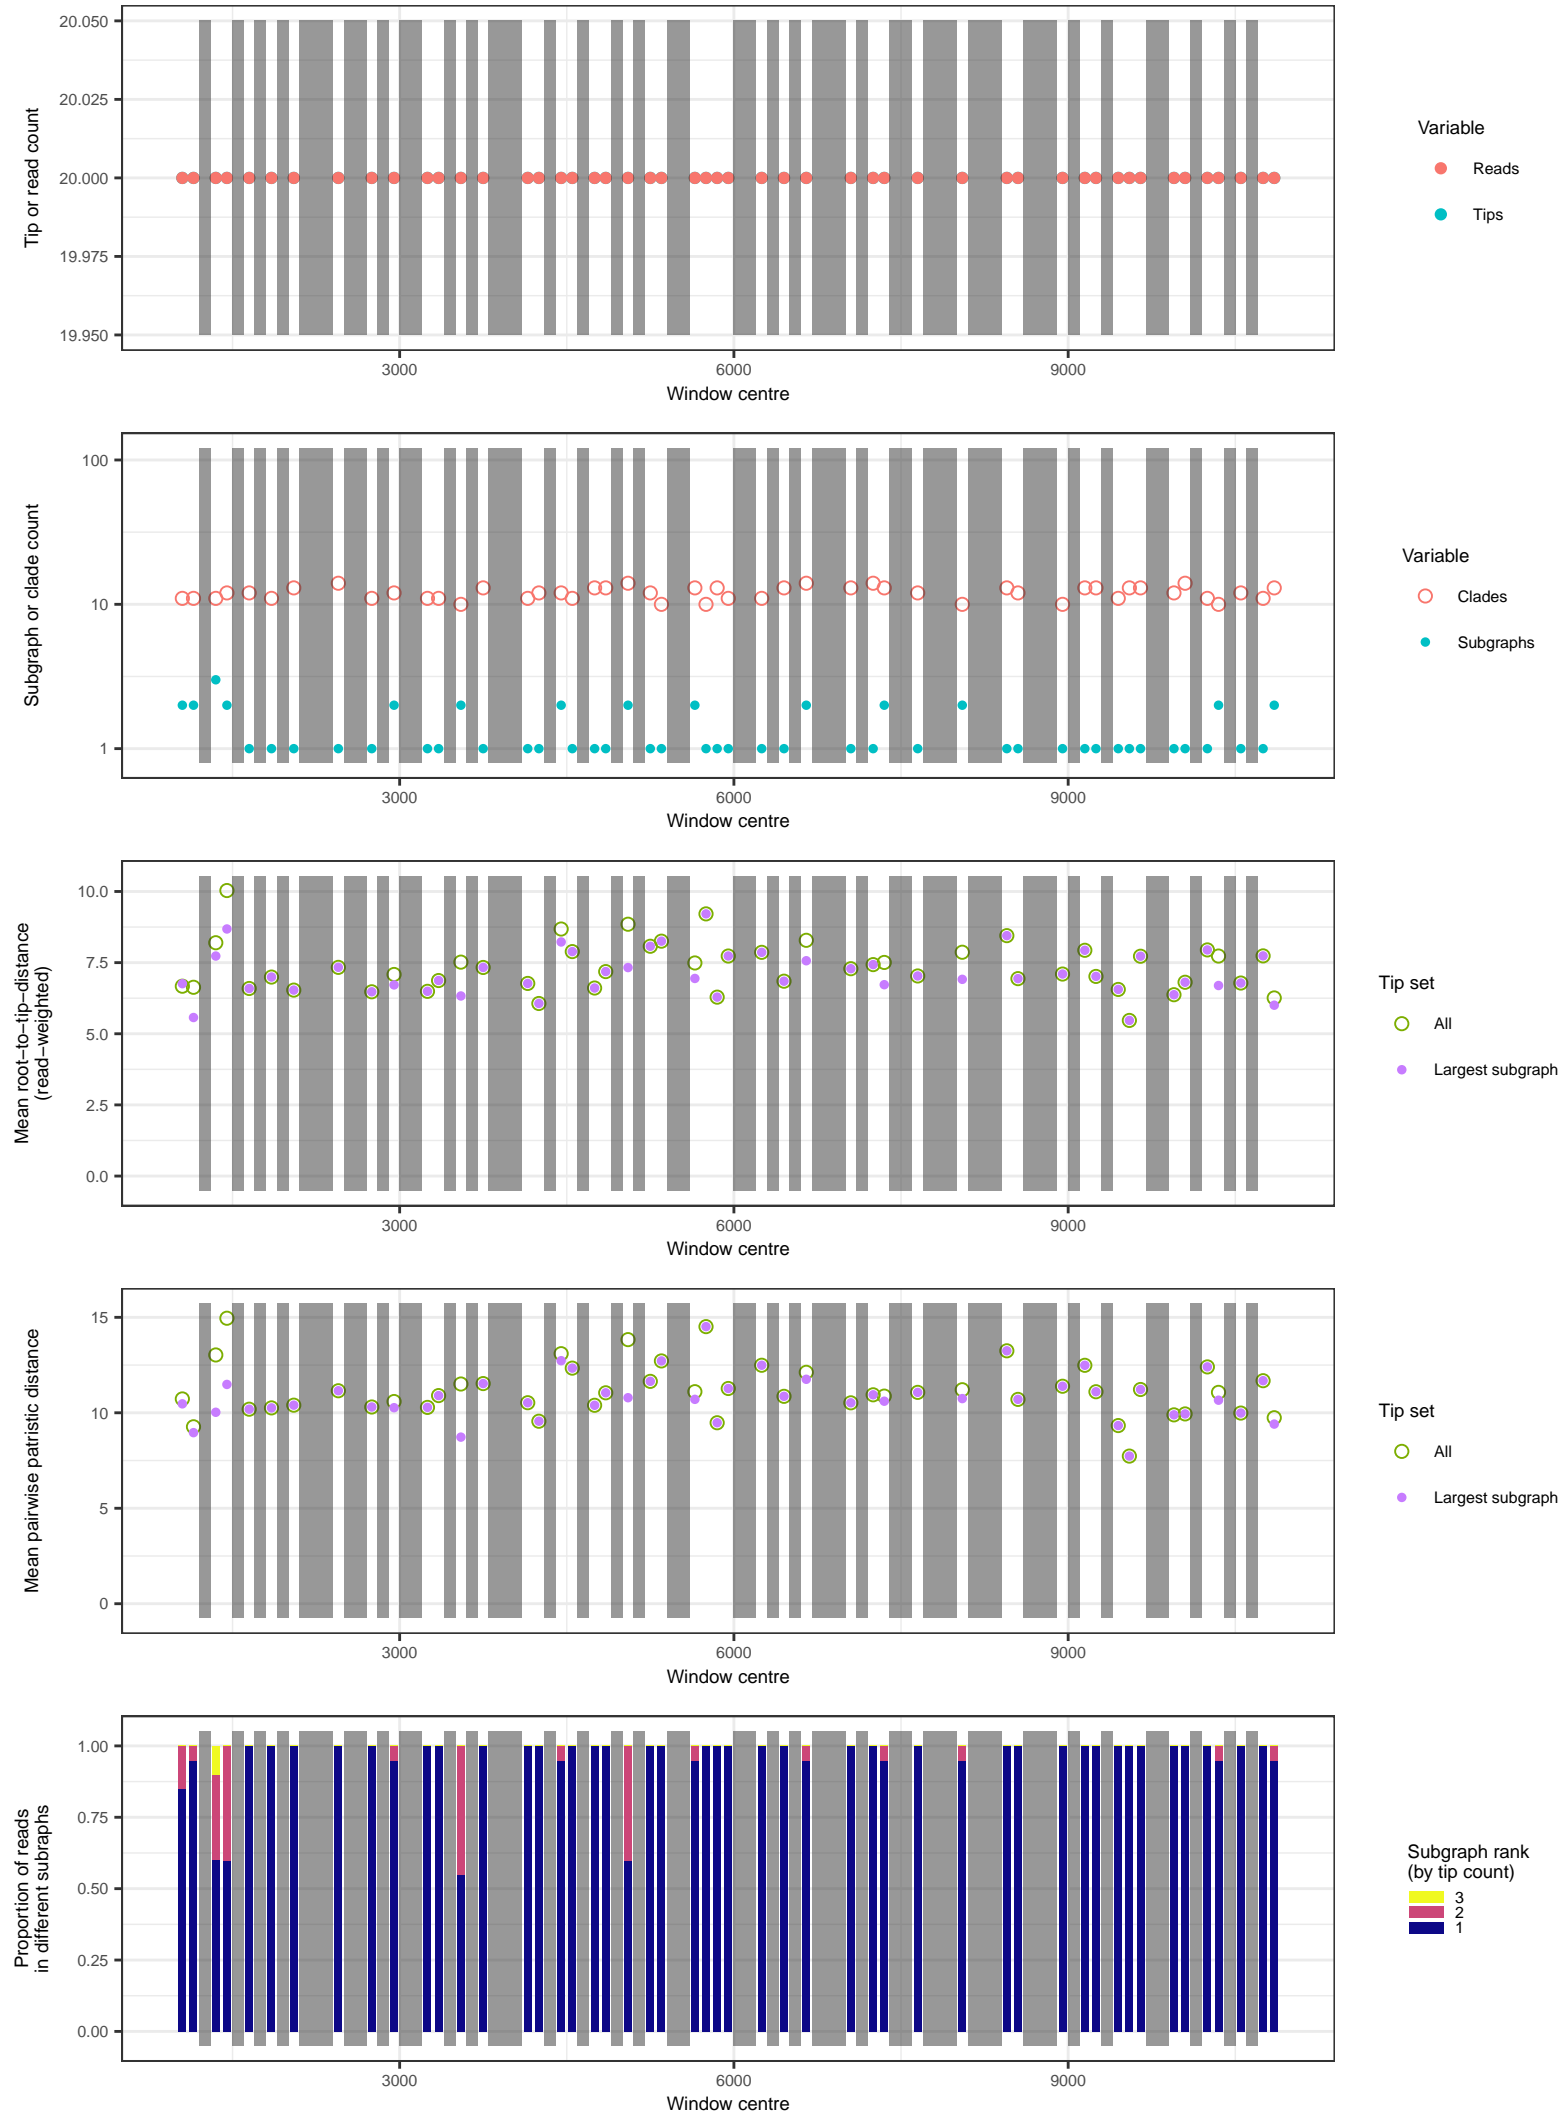 20.050
20.025
20.000
19.975
19.950
Tip or read count
3000
6000
9000
Window centre
Variable
Reads
Tips
100
10
1
Subgraph or clade count
3000
6000
9000
Window centre
Variable
Clades
Subgraphs
10.0
7.5
5.0
2.5
0.0
Mean root−to−tip−distance
(read−weighted)
3000
6000
9000
Window centre
Tip set
All
Largest subgraph
15
10
5
0
Mean pairwise patristic distance
3000
6000
9000
Window centre
Tip set
All
Largest subgraph
1.00
0.75
0.50
0.25
0.00
Proportion of reads
in different subraphs
3000
6000
9000
Window centre
Subgraph rank
(by tip count)
3
2
1